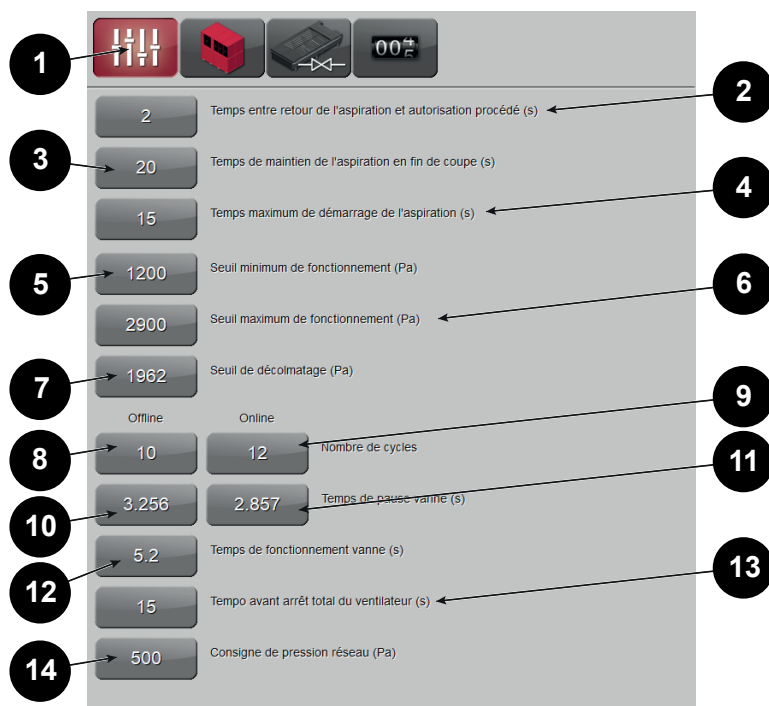 1
004
2 Temps entre retour de l'aspiration et autorisation procédé (s) 2
3 20 Temps de maintien de l'aspiration en fin de coupe (s)
15 Temps maximum de démarrage de l'aspiration (s) 4
5 1200 Seuil minimum de fonctionnement (Pa)
2900 Seuil maximum de fonctionnement (Pa) 6
7 1962 Seuil de décolmatage (Pa)
Offline Online 9
8 10 12 Nombre de cycles
10 3.256 2.857 Temps de pause vanne (s) 11
12 5.2 Temps de fonctionnement vanne (s)
15 Tempo avant arrêt total du ventilateur (s) 13
14 500 Consigne de pression réseau (Pa)